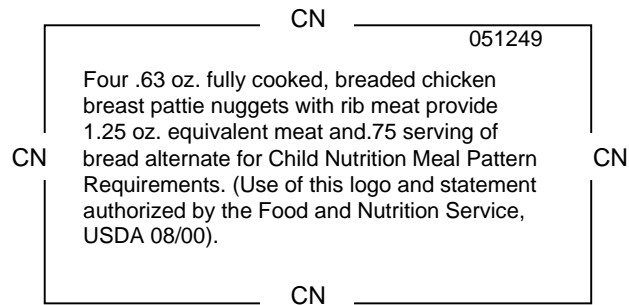 CN
051249
Four .63 oz. fully cooked, breaded chicken
breast pattie nuggets with rib meat provide
1.25 oz. equivalent meat and.75 serving of
CN bread alternate for Child Nutrition Meal Pattern CN
Requirements. (Use of this logo and statement
authorized by the Food and Nutrition Service,
USDA 08/00).
CN